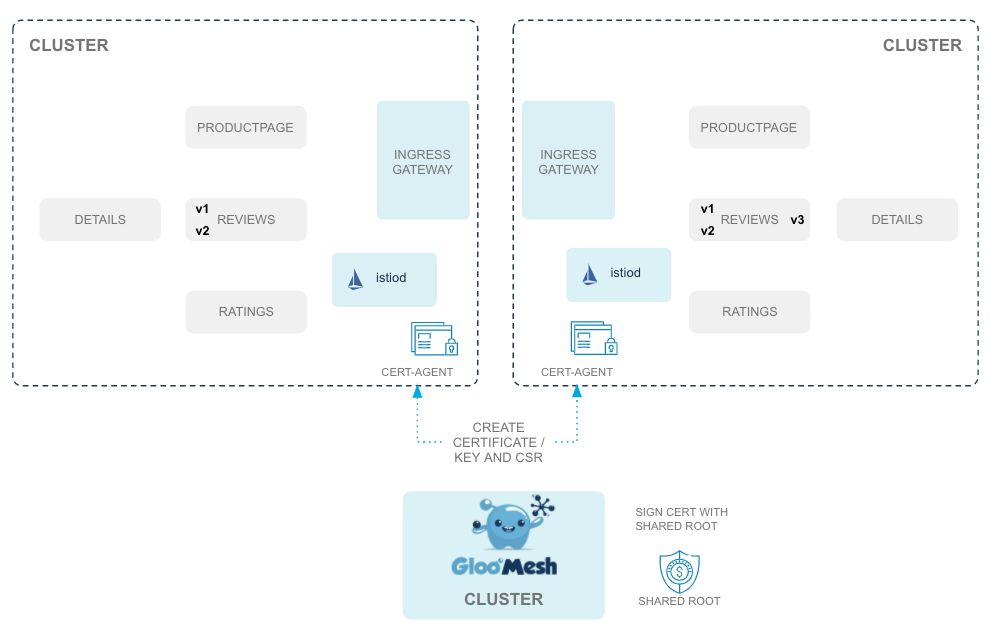 CLUSTER
PRODUCTPAGE
INGRESS
GATEWAY
DETAILS
v1
REVIEWS
v2
istiod
RATINGS
CERT-AGENT
CLUSTER
INGRESS
GATEWAY
PRODUCTPAGE
v1
REVIEWS v3
v2
DETAILS
istiod
RATINGS
CERT-AGENT
CREATE
CERTIFICATE /
KEY AND CSR
Gloo Mesh
CLUSTER
SIGN CERT WITH
SHARED ROOT
$
SHARED ROOT